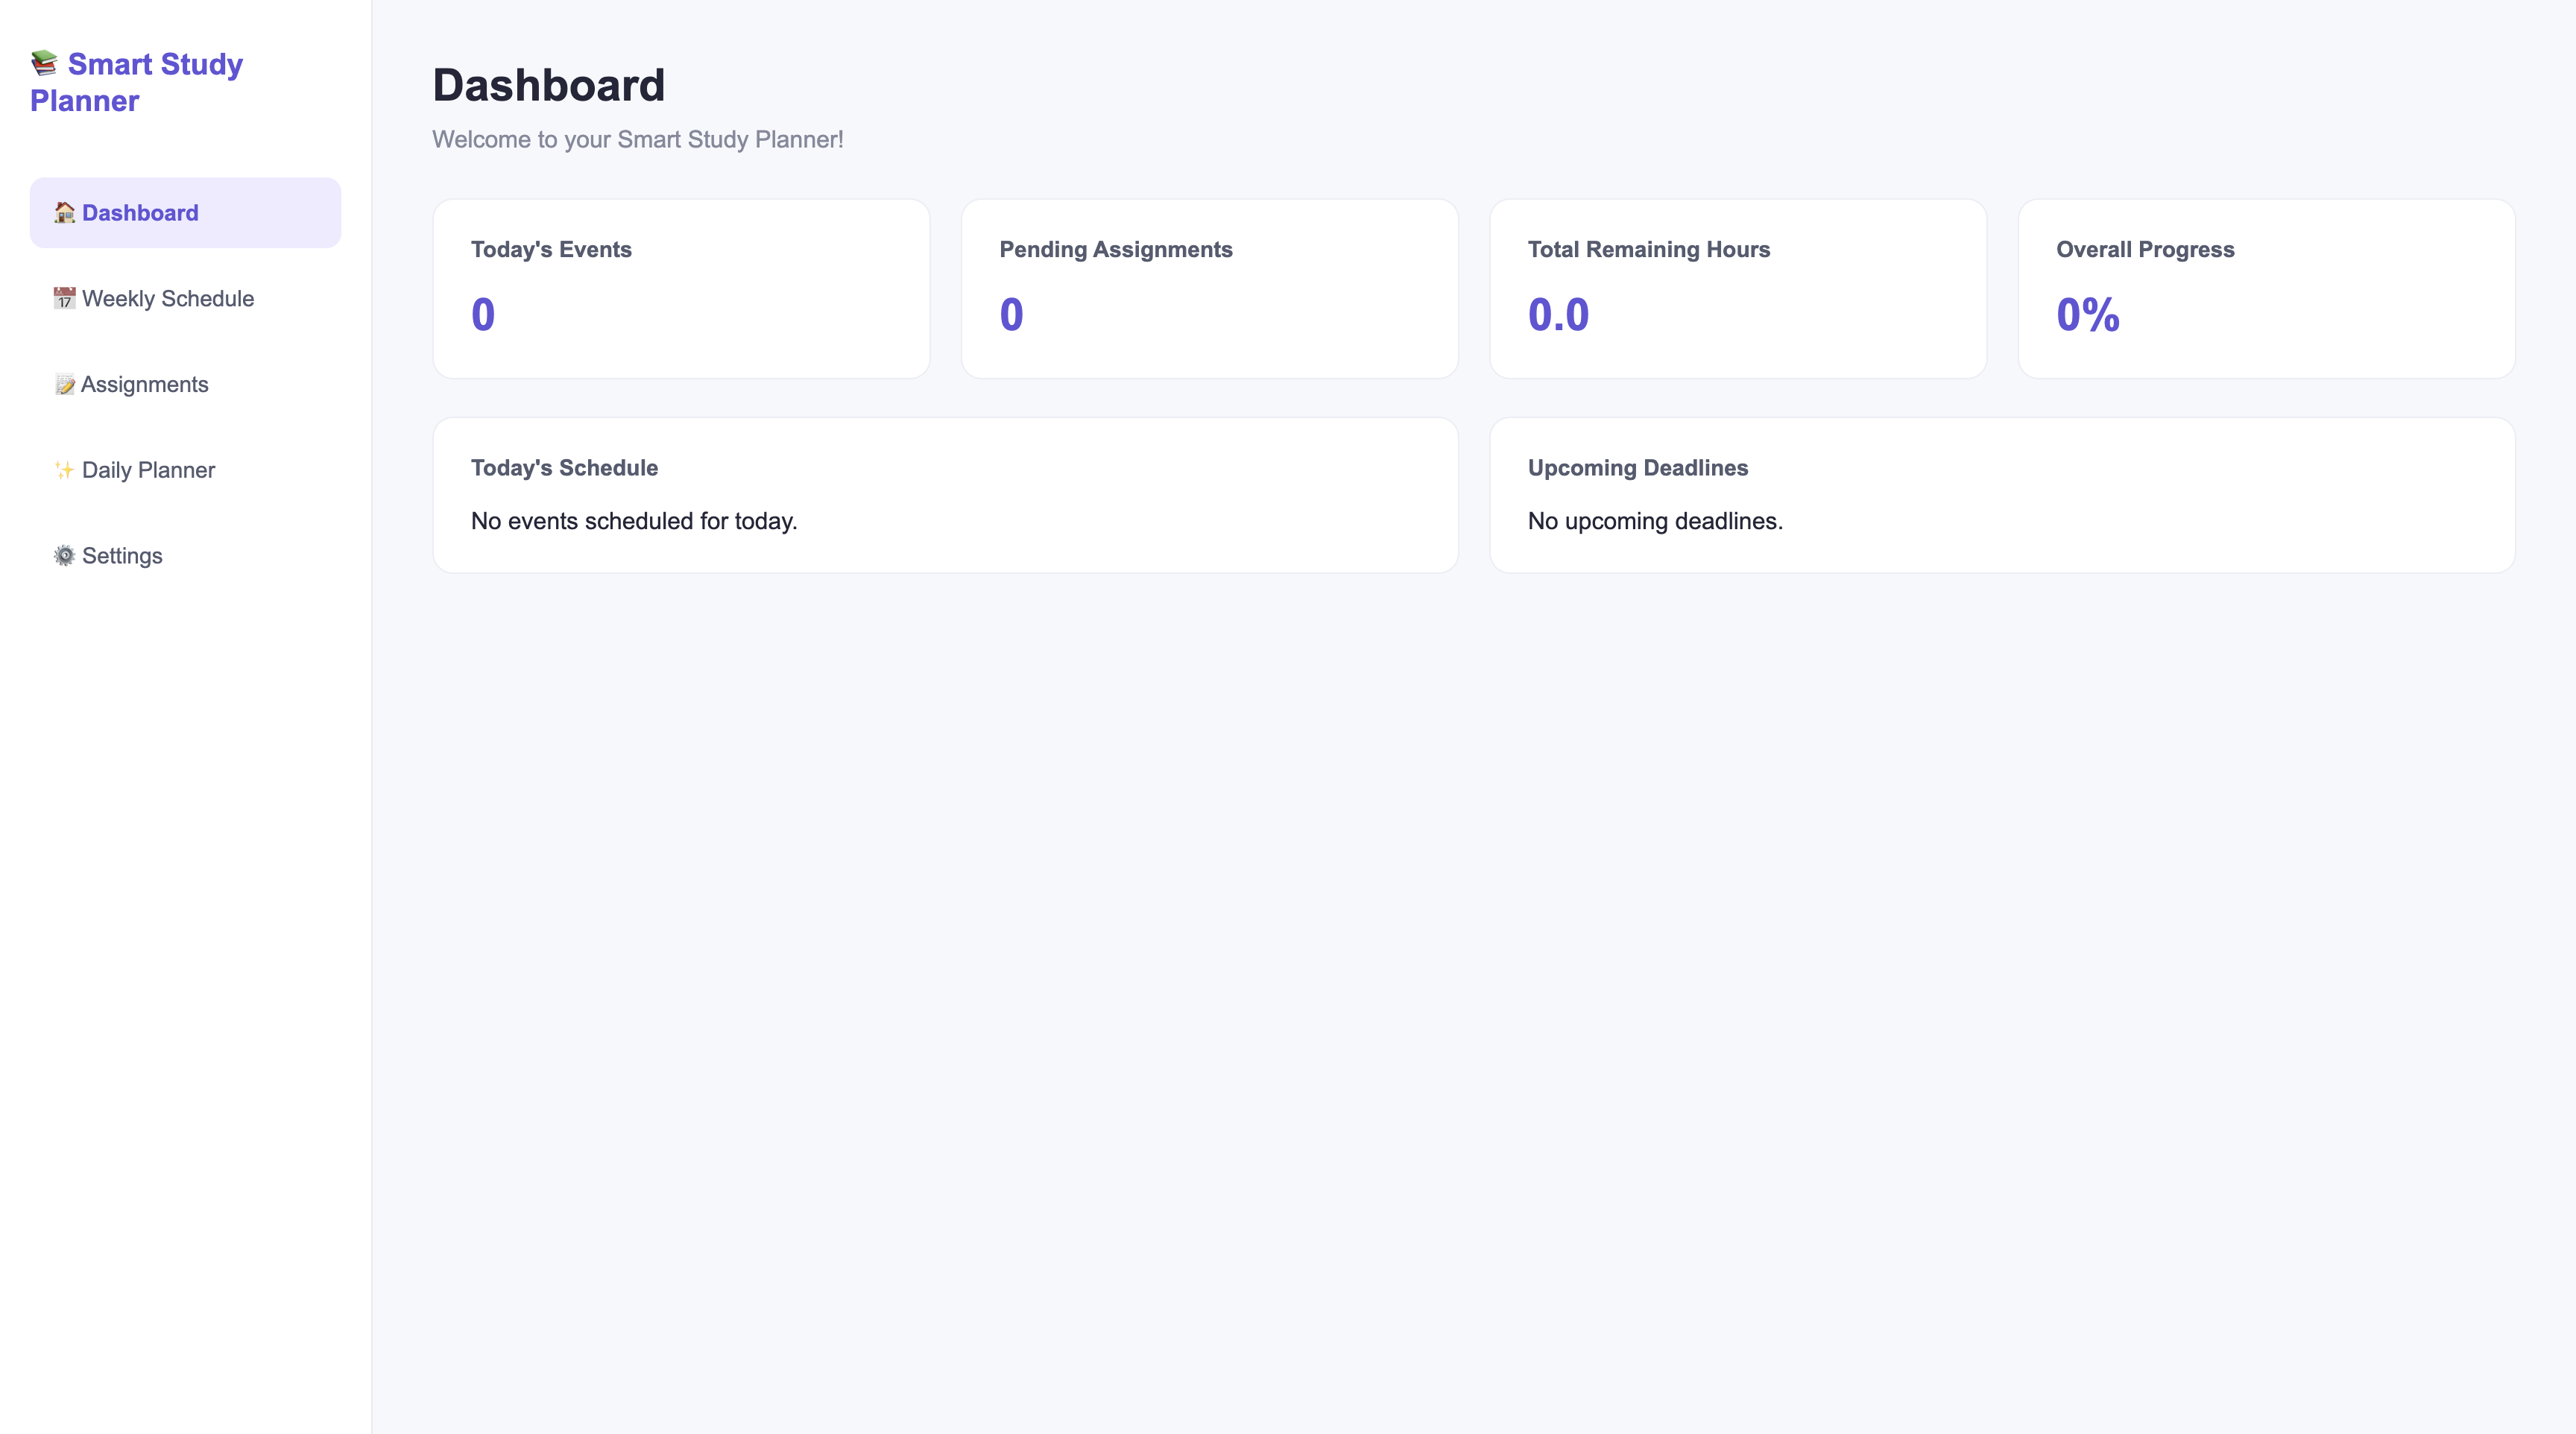 📚 Smart Study
Planner
🏠 Dashboard
📅 Weekly Schedule
📝 Assignments
✨ Daily Planner
⚙️ Settings
Dashboard
Welcome to your Smart Study Planner!
Today's Events
0
Pending Assignments
0
Total Remaining Hours
0.0
Overall Progress
0%
Today's Schedule
No events scheduled for today.
Upcoming Deadlines
No upcoming deadlines.